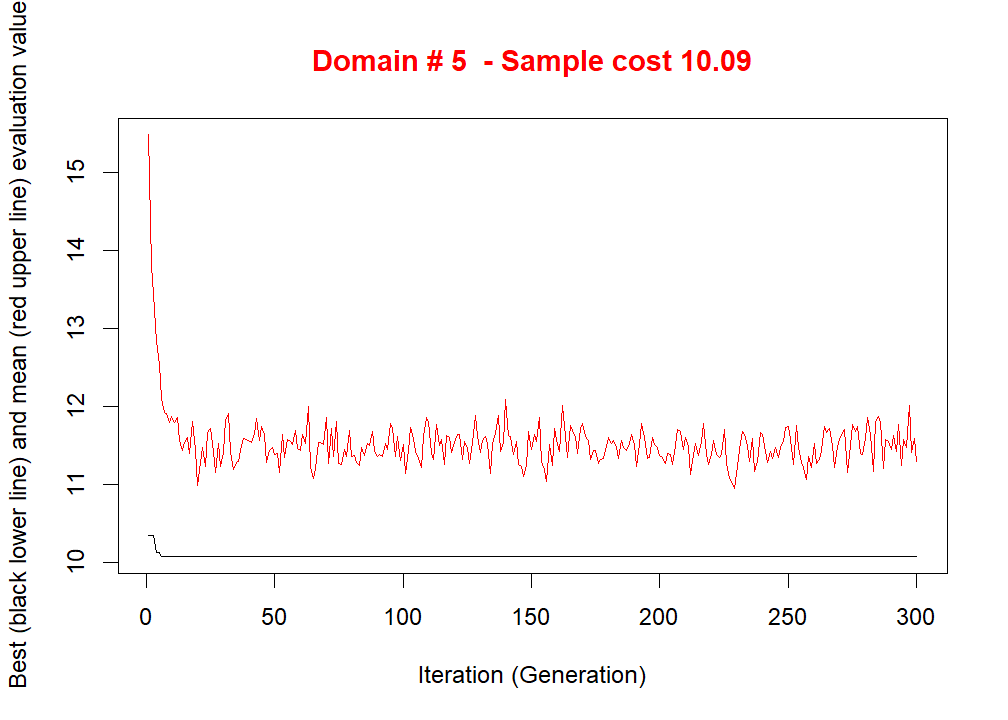 Domain # 5  - Sample cost 10.09
Best (black lower line) and mean (red upper line) evaluation value
15
14
13
12
11
10
0 50 100 150 200 250 300
Iteration (Generation)